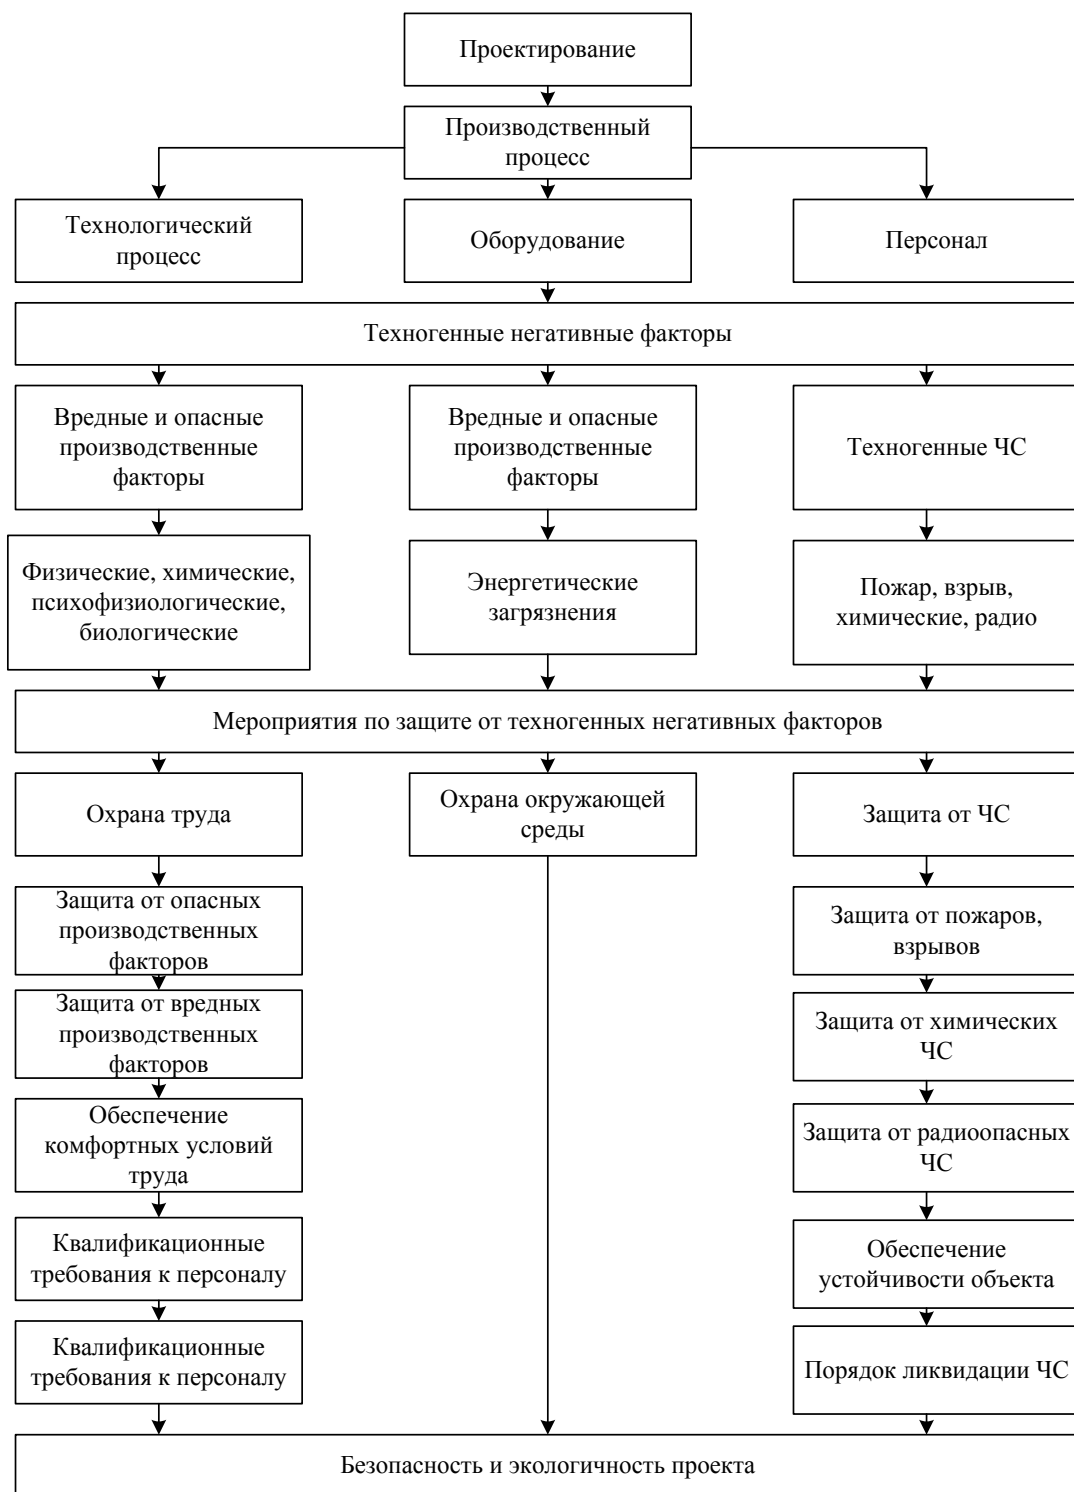 Проектирование
Производственный
процесс
Технологический
процесс
Оборудование
Персонал
Техногенные негативные факторы
Вредные и опасные
производственные
факторы
Вредные и опасные
производственные
факторы
Техногенные ЧС
Физические, химические,
психофизиологические,
биологические
Энергетические
загрязнения
Пожар, взрыв,
химические, радио
Мероприятия по защите от техногенных негативных факторов
Охрана труда
Охрана окружающей
среды
Защита от ЧС
Защита от опасных
производственных
факторов
Защита от пожаров,
взрывов
Защита от вредных
производственных
факторов
Защита от химических
ЧС
Обеспечение
комфортных условий
труда
Защита от радиоопасных
ЧС
Квалификационные
требования к персоналу
Обеспечение
устойчивости объекта
Квалификационные
требования к персоналу
Порядок ликвидации ЧС
Безопасность и экологичность проекта